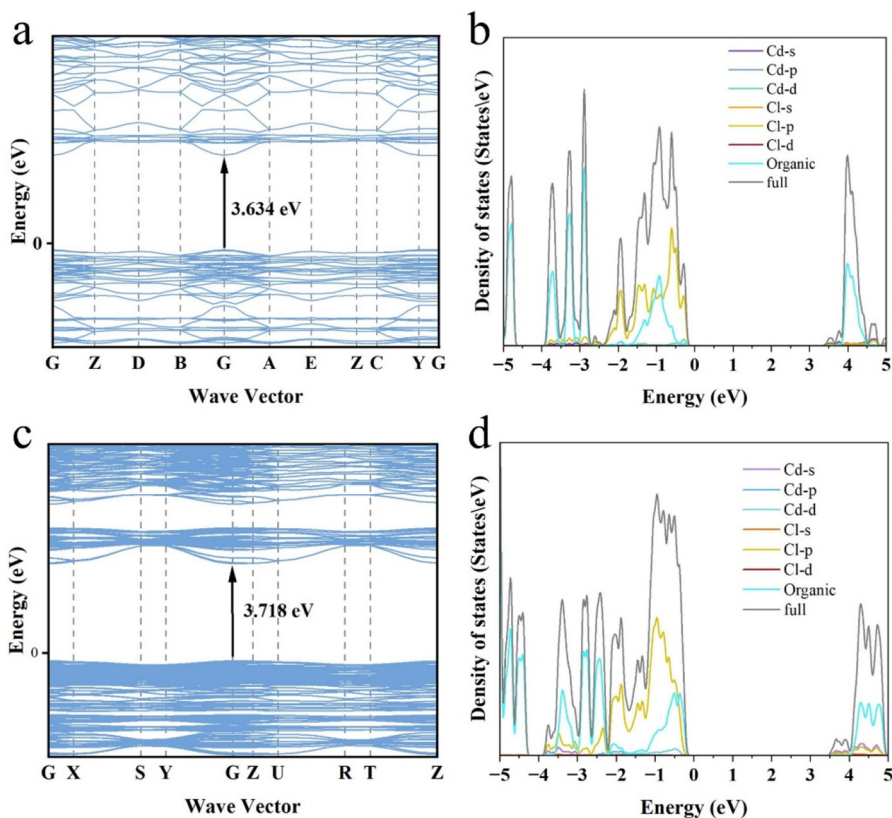 a
Energy (eV)
0
3.634 eV
G Z D B G A E Z C Y G
Wave Vector
b
Density of states (States\eV)
Cd-s
Cd-p
Cd-d
Cl-s
Cl-p
Cl-d
Organic
full
−5 −4 −3 −2 −1 0 1 2 3 4 5
Energy (eV)
c
Energy (eV)
0
3.718 eV
G X S Y G Z U R T Z
Wave Vector
d
Density of states (States\eV)
Cd-s
Cd-p
Cd-d
Cl-s
Cl-p
Cl-d
Organic
full
−5 −4 −3 −2 −1 0 1 2 3 4 5
Energy (eV)